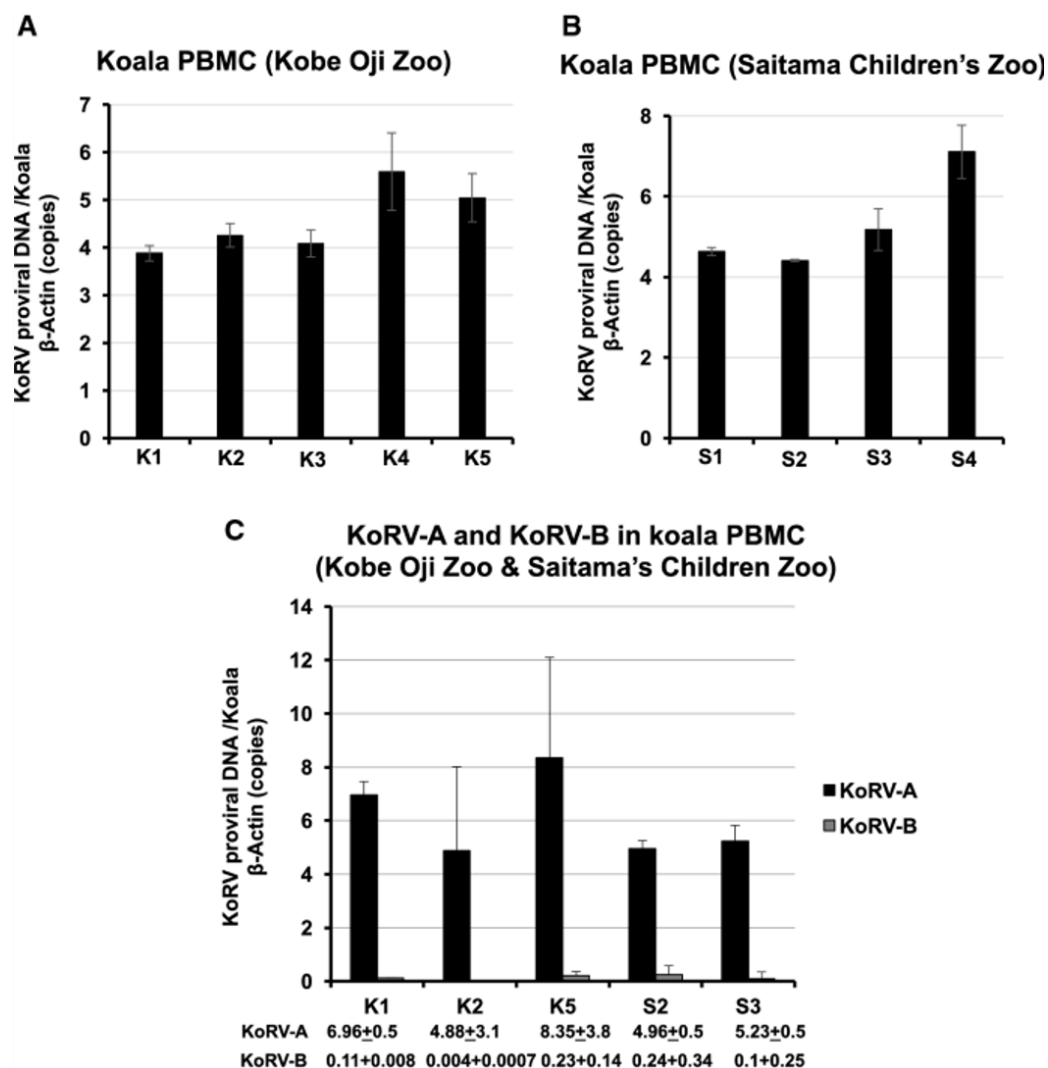 A
Koala PBMC (Kobe Oji Zoo)
KoRV proviral DNA /Koala
β-Actin (copies)
7
6
5
4
3
2
1
0
K1 K2 K3 K4 K5
B
Koala PBMC (Saitama Children's Zoo)
KoRV proviral DNA /Koala
β-Actin (copies)
8
6
4
2
0
S1 S2 S3 S4
C
KoRV-A and KoRV-B in koala PBMC
(Kobe Oji Zoo & Saitama's Children Zoo)
KoRV proviral DNA /Koala
β-Actin (copies)
14
12
10
8
6
4
2
0
KoRV-A
KoRV-B
K1 K2 K5 S2 S3
KoRV-A 6.96±0.5 4.88±3.1 8.35±3.8 4.96±0.5 5.23±0.5
KoRV-B 0.11+0.008 0.004+0.0007 0.23+0.14 0.24+0.34 0.1+0.25